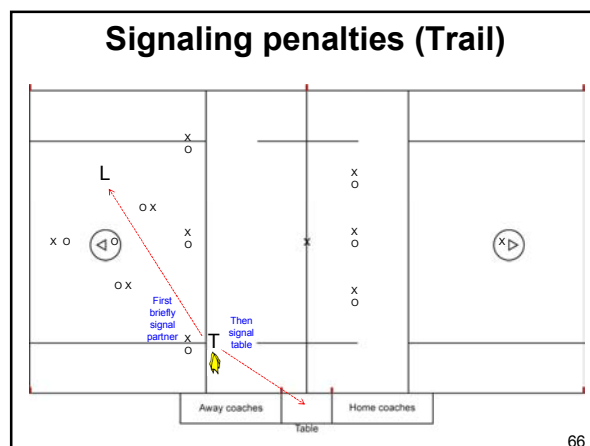 Signaling penalties (Trail)
X
O
L
X
O
O X
X O
O
X
O
X
X
O
X
O X
X
O
First
briefly
signal
partner
X
O
T
Then
signal
table
Away coaches
Home coaches
Table
66